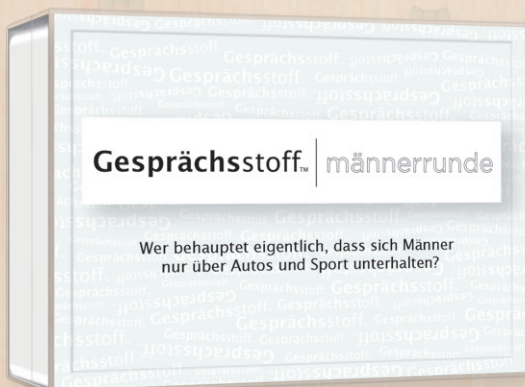 Gesprächsstoff™ männerrunde
Wer behauptet eigentlich, dass sich Männer
nur über Autos und Sport unterhalten?